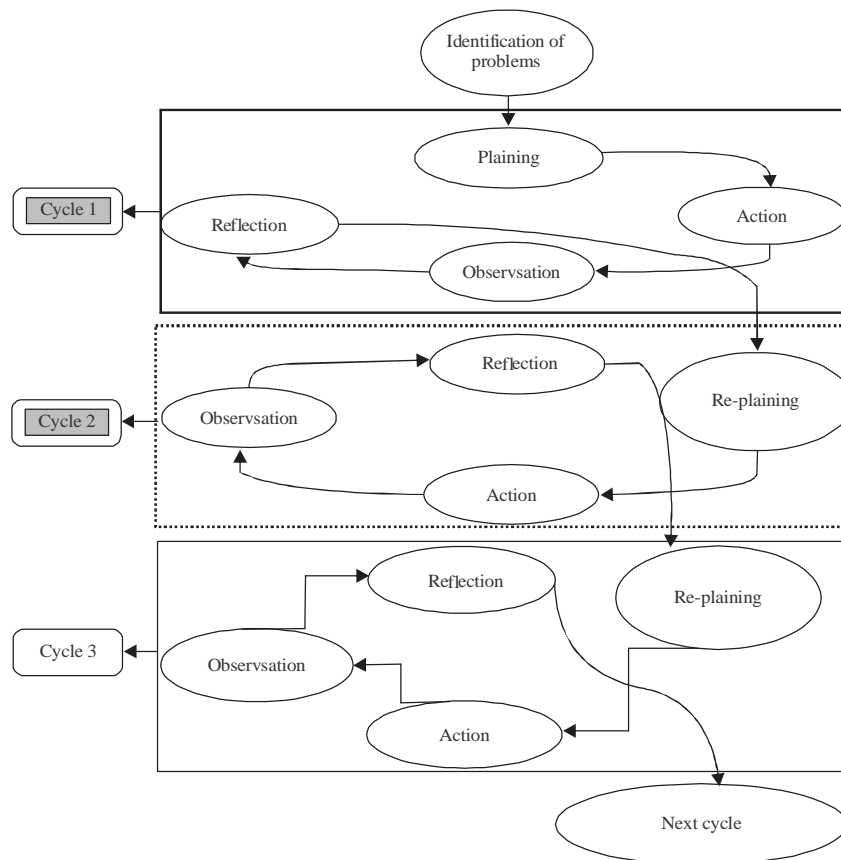 Identification of
problems
Plaining
Cycle 1
Reflection
Action
Observsation
Reflection
Re-plaining
Cycle 2
Observsation
Action
Reflection
Re-plaining
Cycle 3
Observsation
Action
Next cycle